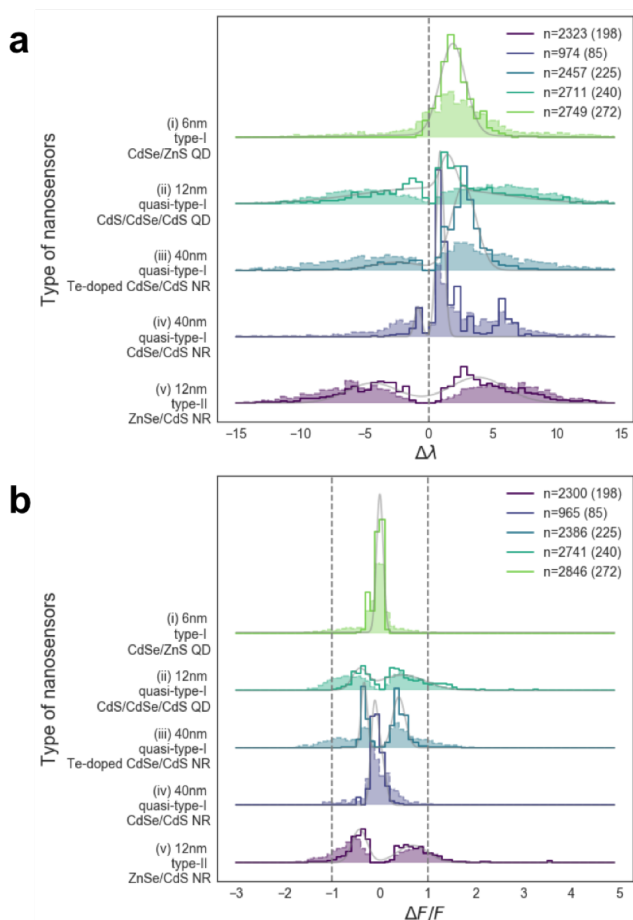 a
n=2323 (198)
n=974 (85)
n=2457 (225)
n=2711 (240)
n=2749 (272)
Type of nanosensors
(i) 6nm
type-I
CdSe/ZnS QD
(ii) 12nm
quasi-type-I
CdS/CdSe/CdS QD
(iii) 40nm
quasi-type-I
Te-doped CdSe/CdS NR
(iv) 40nm
quasi-type-I
CdSe/CdS NR
(v) 12nm
type-II
ZnSe/CdS NR
−15 −10 −5 0 5 10 15
Δλ
b
n=2300 (198)
n=965 (85)
n=2386 (225)
n=2741 (240)
n=2846 (272)
Type of nanosensors
(i) 6nm
type-I
CdSe/ZnS QD
(ii) 12nm
quasi-type-I
CdS/CdSe/CdS QD
(iii) 40nm
quasi-type-I
Te-doped CdSe/CdS NR
(iv) 40nm
quasi-type-I
CdSe/CdS NR
(v) 12nm
type-II
ZnSe/CdS NR
−3 −2 −1 0 1 2 3 4 5
ΔF/F